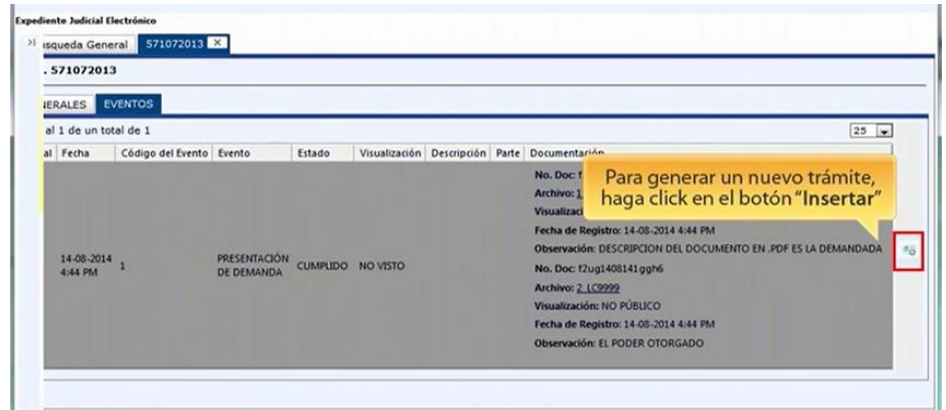 Expediente Judicial Electrónico
isqueda General 571072013
. 571072013
IERALES EVENTOS
al 1 de un total de 1 25
al Fecha Código del Evento Evento Estado Visualización Descripción Parte Documentación
No. Doc: f
Para generar un nuevo trámite,
haga click en el botón "Insertar"
Archivo: 1
Visualizaci
Fecha de Registro: 14-08-2014 4:44 PM
Observación: DESCRIPCION DEL DOCUMENTO EN .PDF ES LA DEMANDADA
14-08-2014
4:44 PM
1
PRESENTACIÓN
DE DEMANDA
CUMPLIDO NO VISTO
No. Doc: f2ug1408141ggh6
Archivo: 2_LC9999
Visualización: NO PÚBLICO
Fecha de Registro: 14-08-2014 4:44 PM
Observación: EL PODER OTORGADO